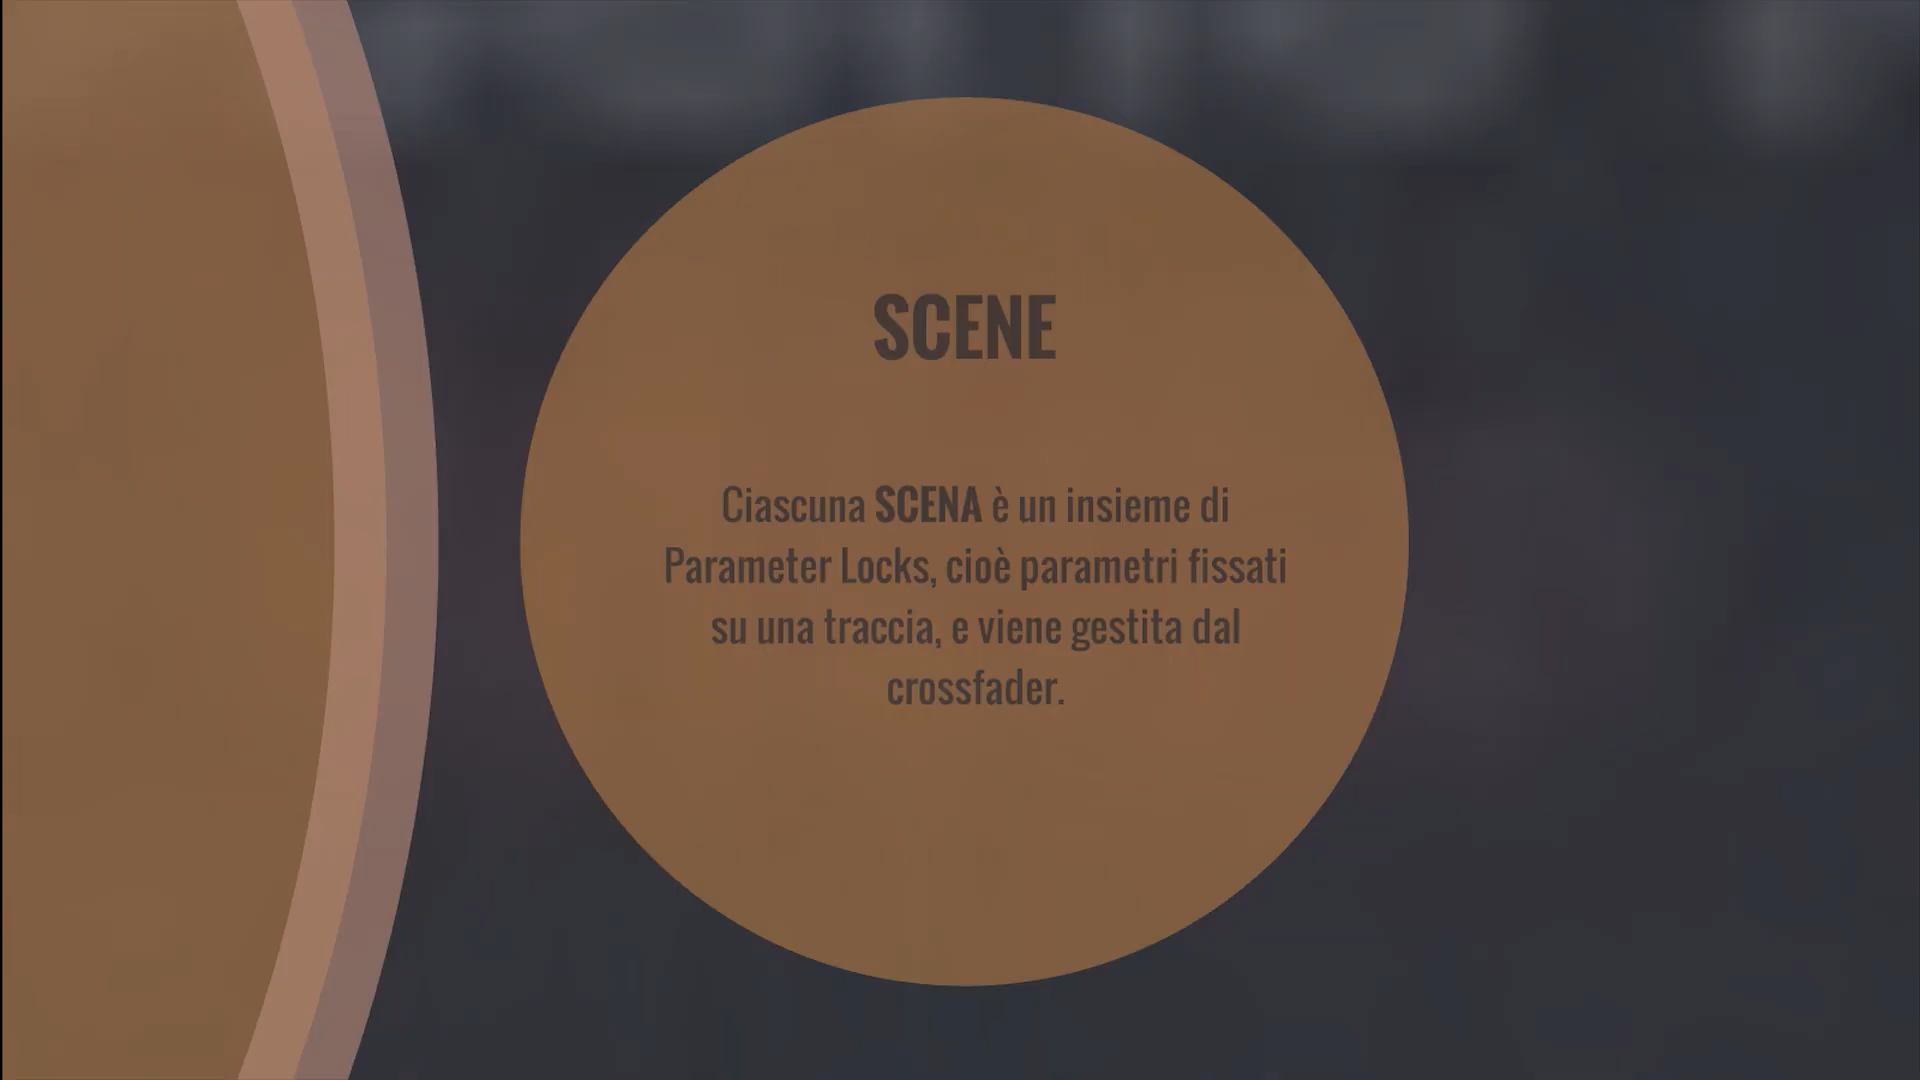 SCENE
Ciascuna SCENA è un insieme di
Parameter Locks, cioè parametri fissati
su una traccia, e viene gestita dal
crossfader.